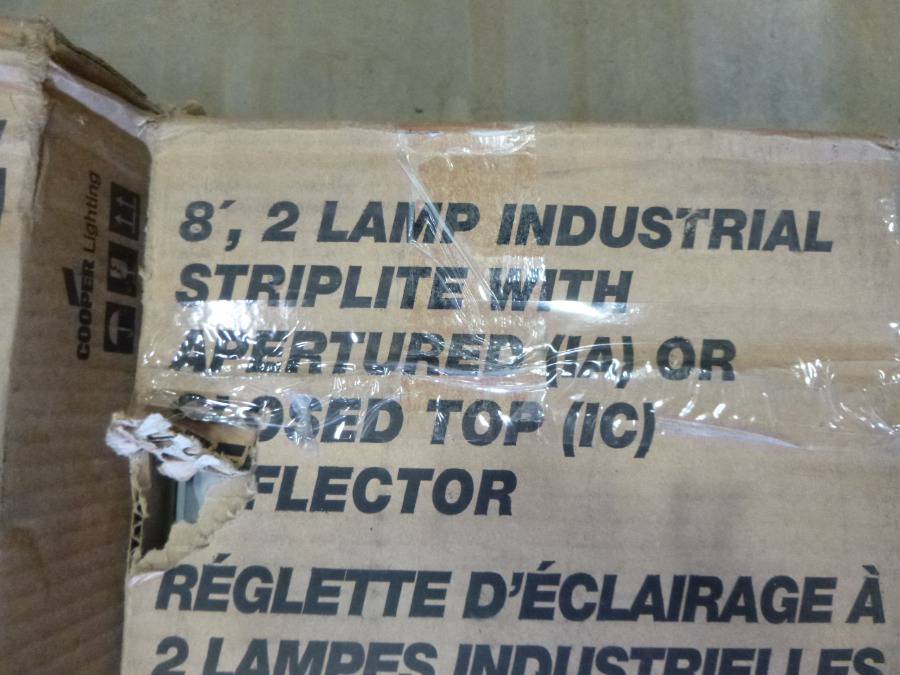 8´, 2 LAMP INDUSTRIAL
STRIPLITE WITH
APERTURED (IA) OR
CLOSED TOP (IC)
FLECTOR
RÉGLETTE D'ÉCLAIRAGE À
2 LAMPES INDUSTRIELLES
COOPER Lighting